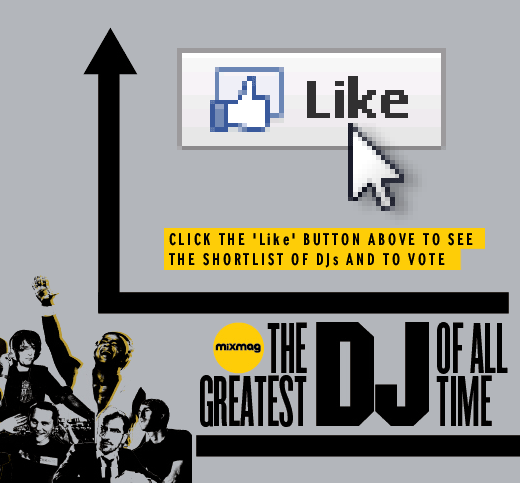 Like
CLICK THE 'Like' BUTTON ABOVE TO SEE
THE SHORTLIST OF DJs AND TO VOTE
mixmag
THE GREATEST
DJ
OF ALL TIME